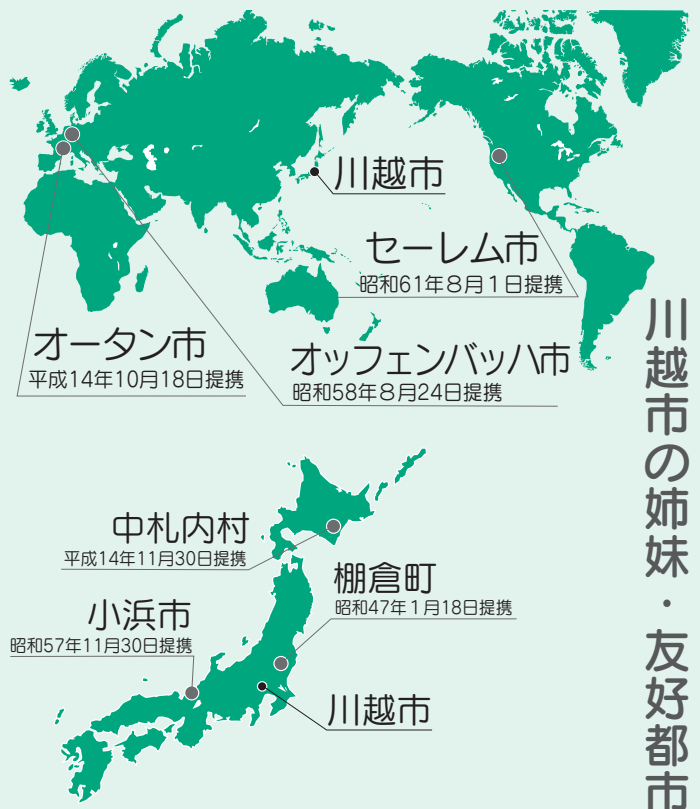 川越市の姉妹・友好都市
川越市
セーレム市
昭和61年8月1日提携
オータン市
平成14年10月18日提携
オッフェンバッハ市
昭和58年8月24日提携
中札内村
平成14年11月30日提携
棚倉町
昭和47年1月18日提携
小浜市
昭和57年11月30日提携
川越市